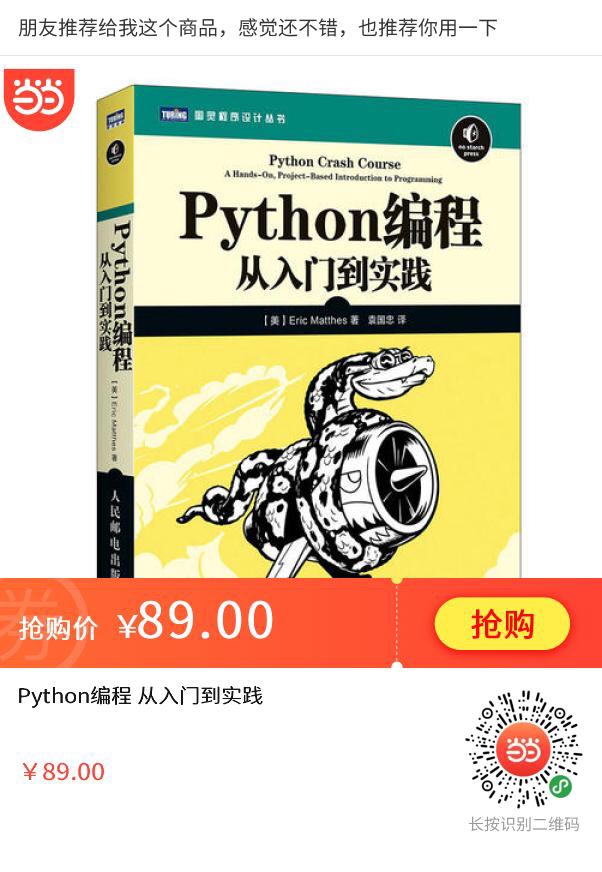 朋友推荐给我这个商品，感觉还不错，也推荐你用一下
当当
TURING 图灵程序设计丛书
no starch press
Python Crash Course
A Hands-On, Project-Based Introduction to Programming
Python编程
从入门到实践
【美】Eric Matthes 著 袁国忠 译
Python编程
从入门到实践
【美】Eric Matthes 著
人民邮电出版
券
抢购价 ¥89.00
抢购
Python编程 从入门到实践
￥89.00
当当
长按识别二维码